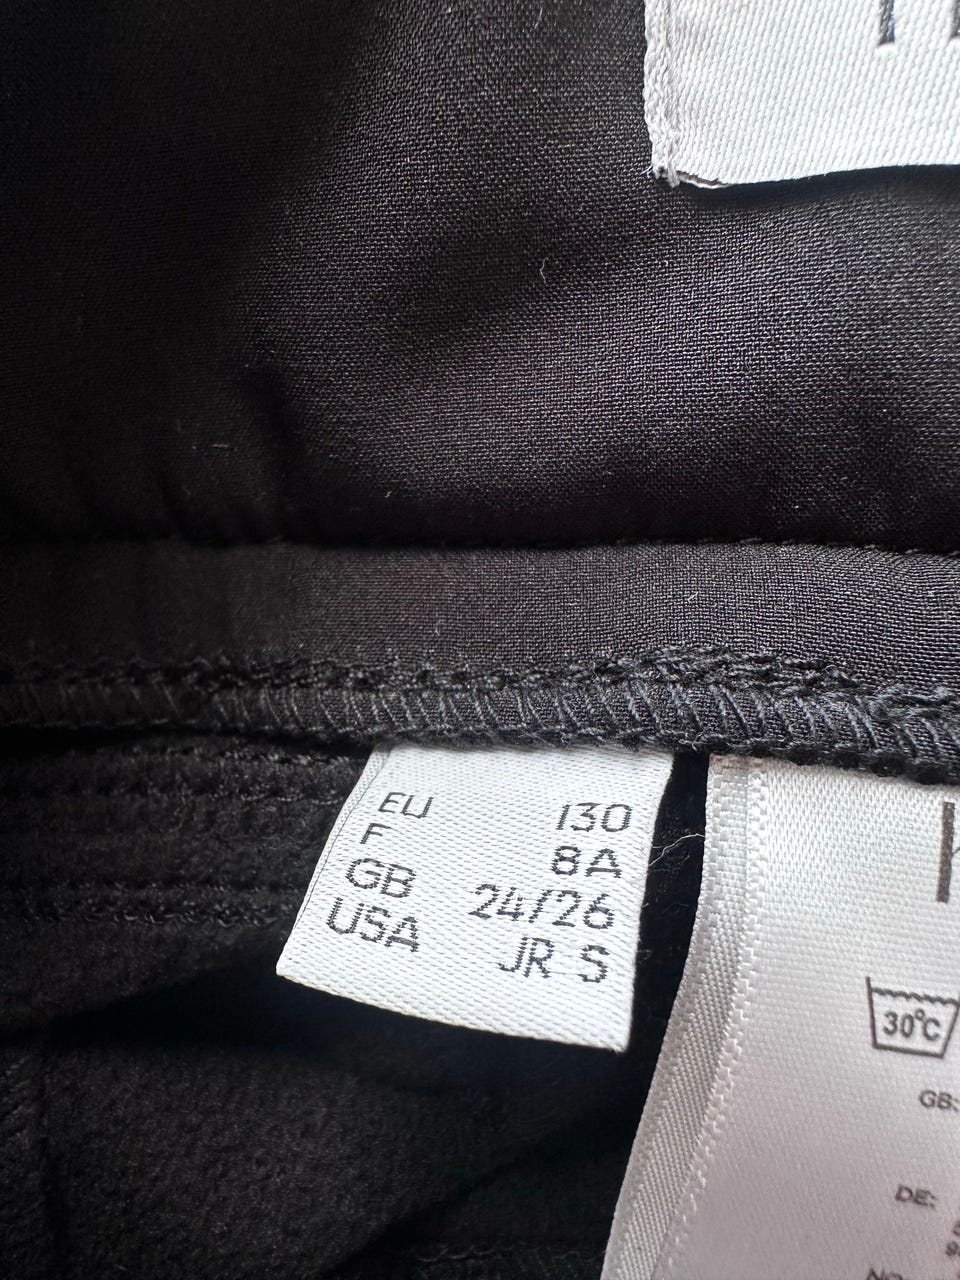 EU 130
F 8A
GB 24/26
USA JR S
30°C
GB:
DE: